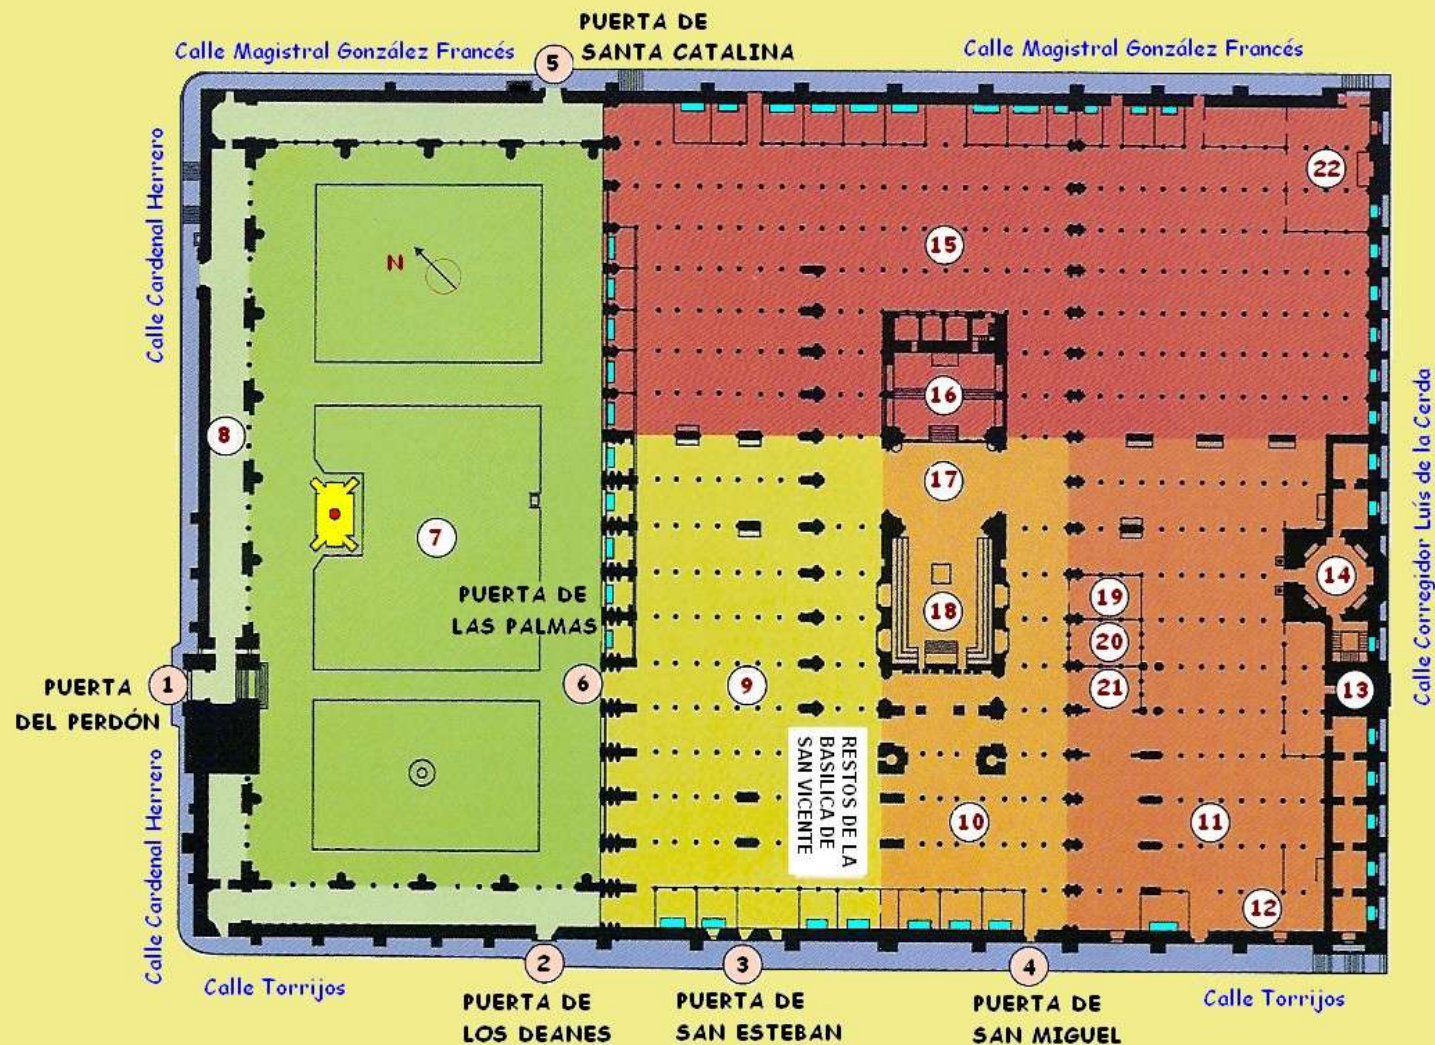 PUERTA DE
SANTA CATALINA
Calle Magistral González Francés
Calle Magistral González Francés
5
Calle Cardenal Herrero
22
15
N
16
Calle Corregidor Luís de la Cerda
8
17
7
14
PUERTA DE
LAS PALMAS
19
18
20
PUERTA
DEL PERDÓN
1
6
9
21
13
RESTOS DE LA
BASILICA DE
SAN VICENTE
10
11
Calle Cardenal Herrero
12
2
3
4
Calle Torrijos
PUERTA DE
LOS DEANES
PUERTA DE
SAN ESTEBAN
PUERTA DE
SAN MIGUEL
Calle Torrijos